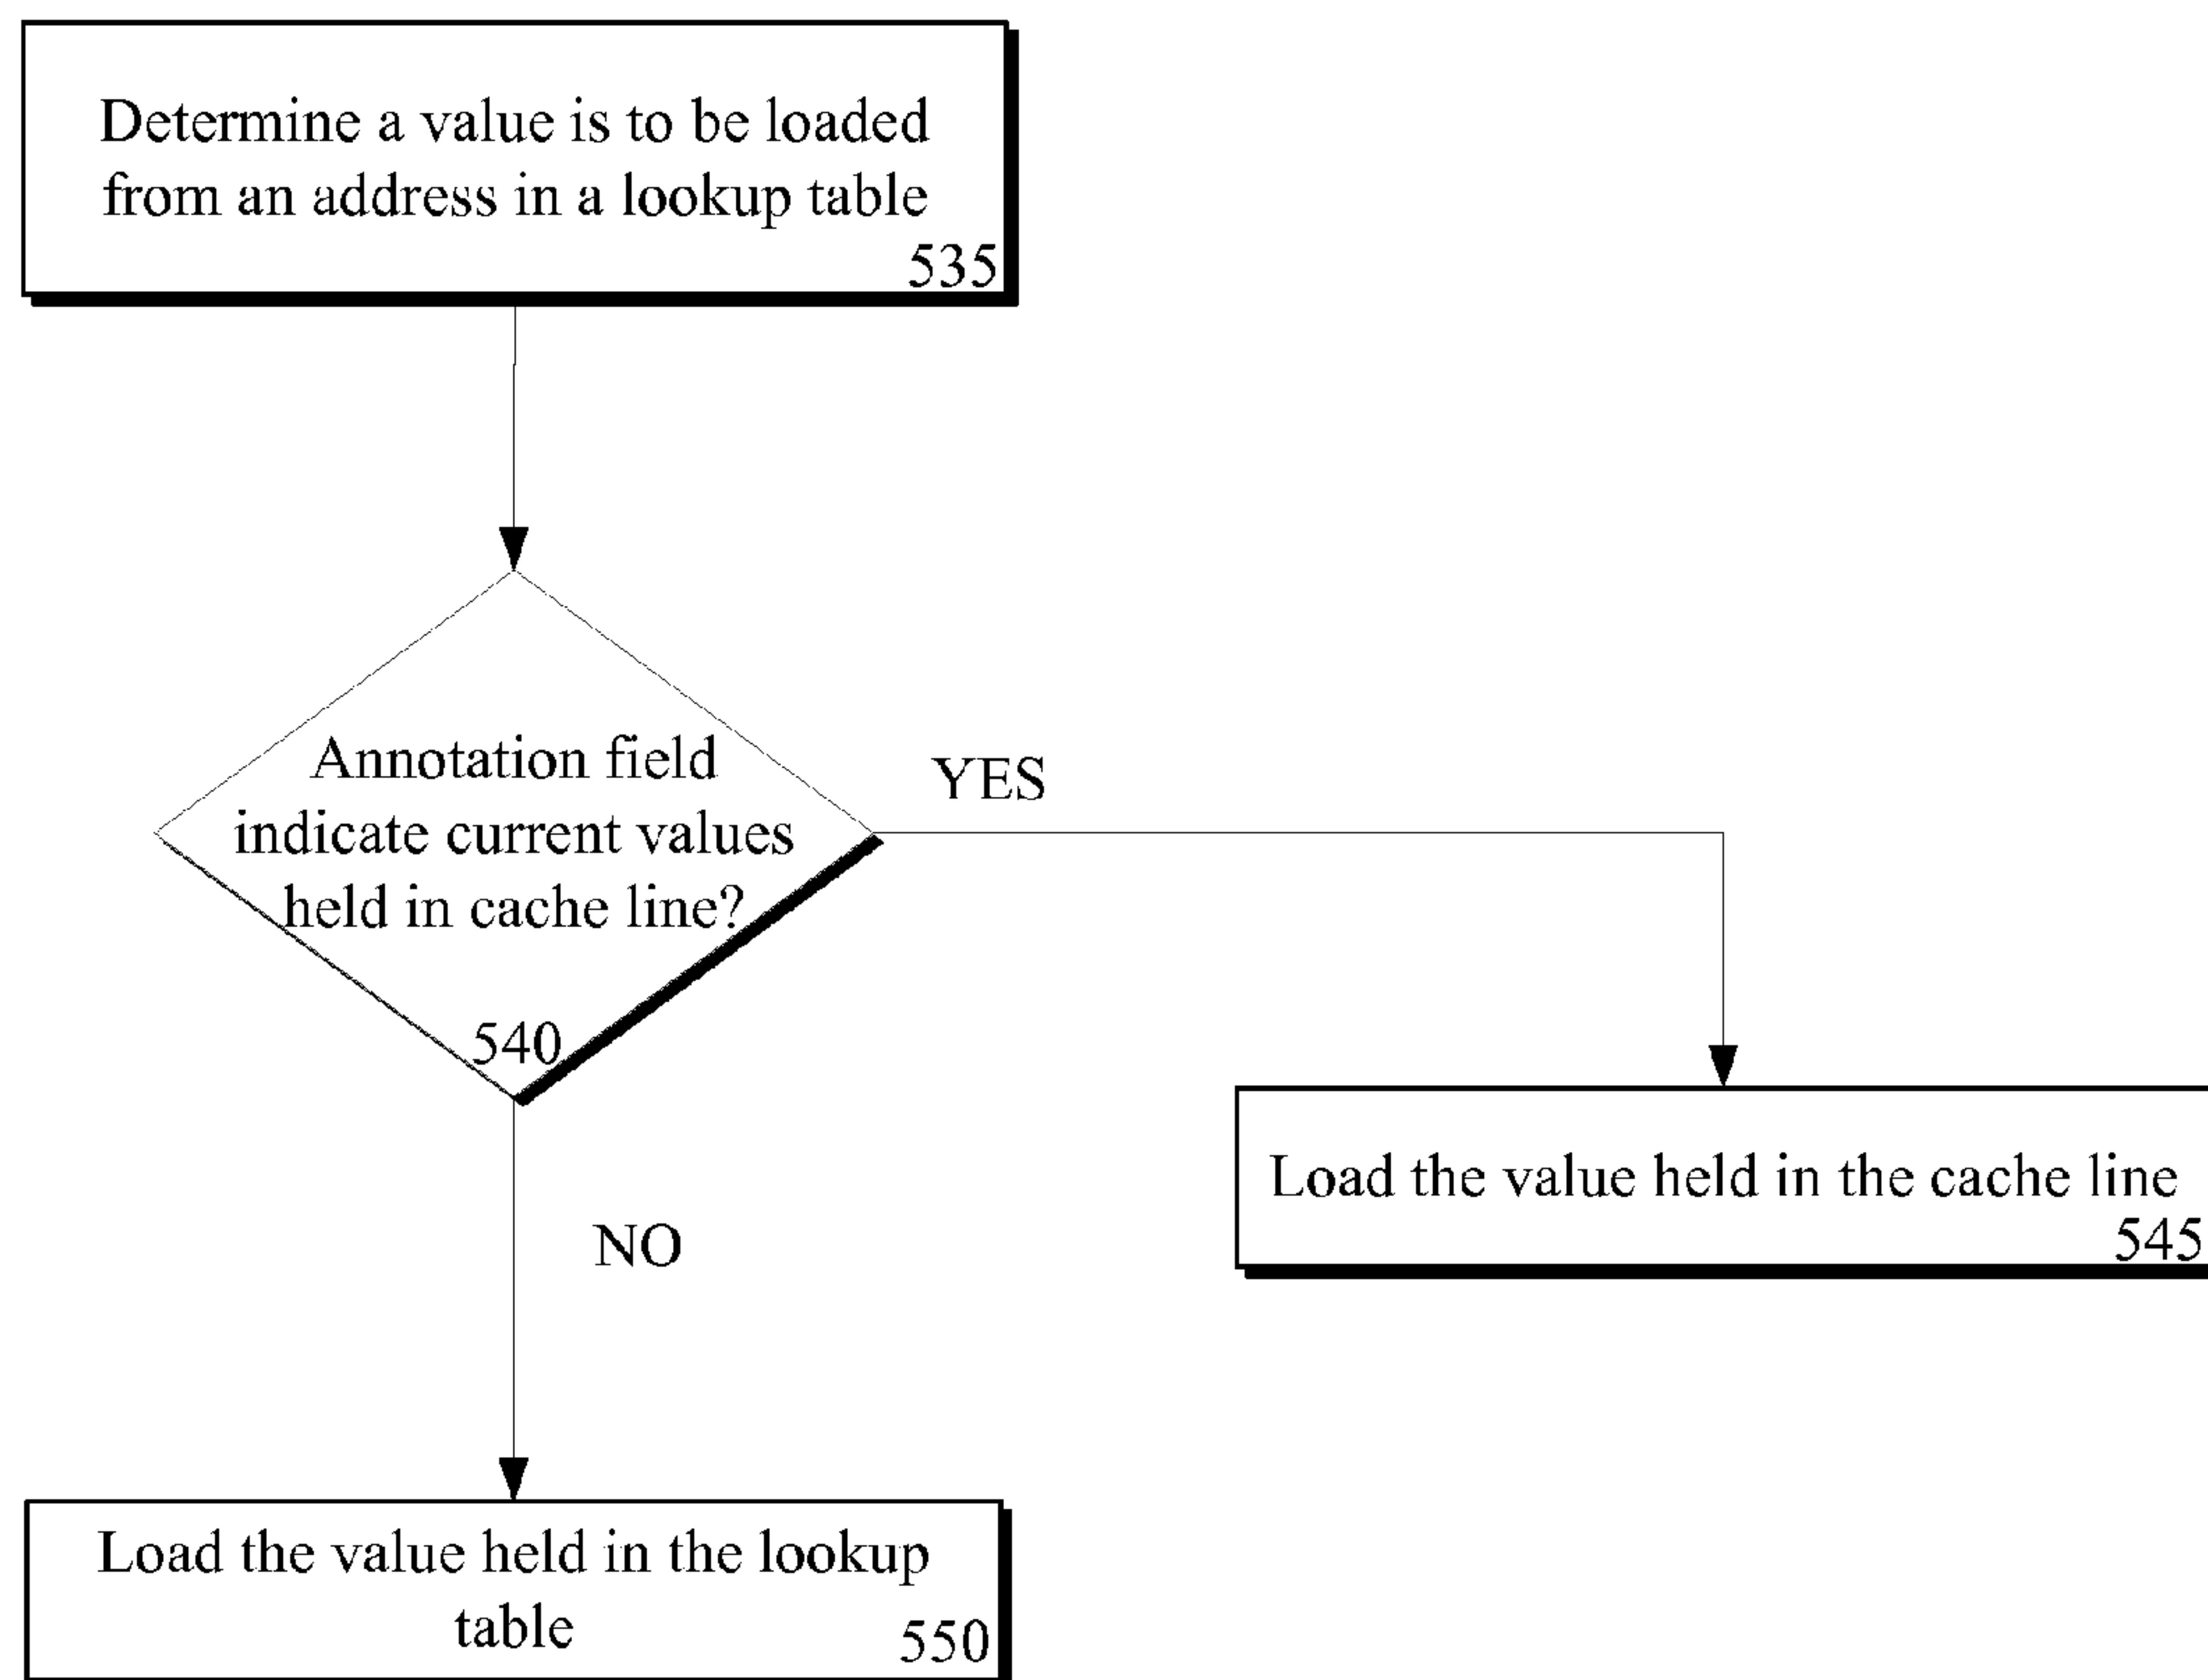 Determine a value is to be loaded
from an address in a lookup table
535
Annotation field
indicate current values
held in cache line?
540
YES
Load the value held in the cache line
545
NO
Load the value held in the lookup
table
550